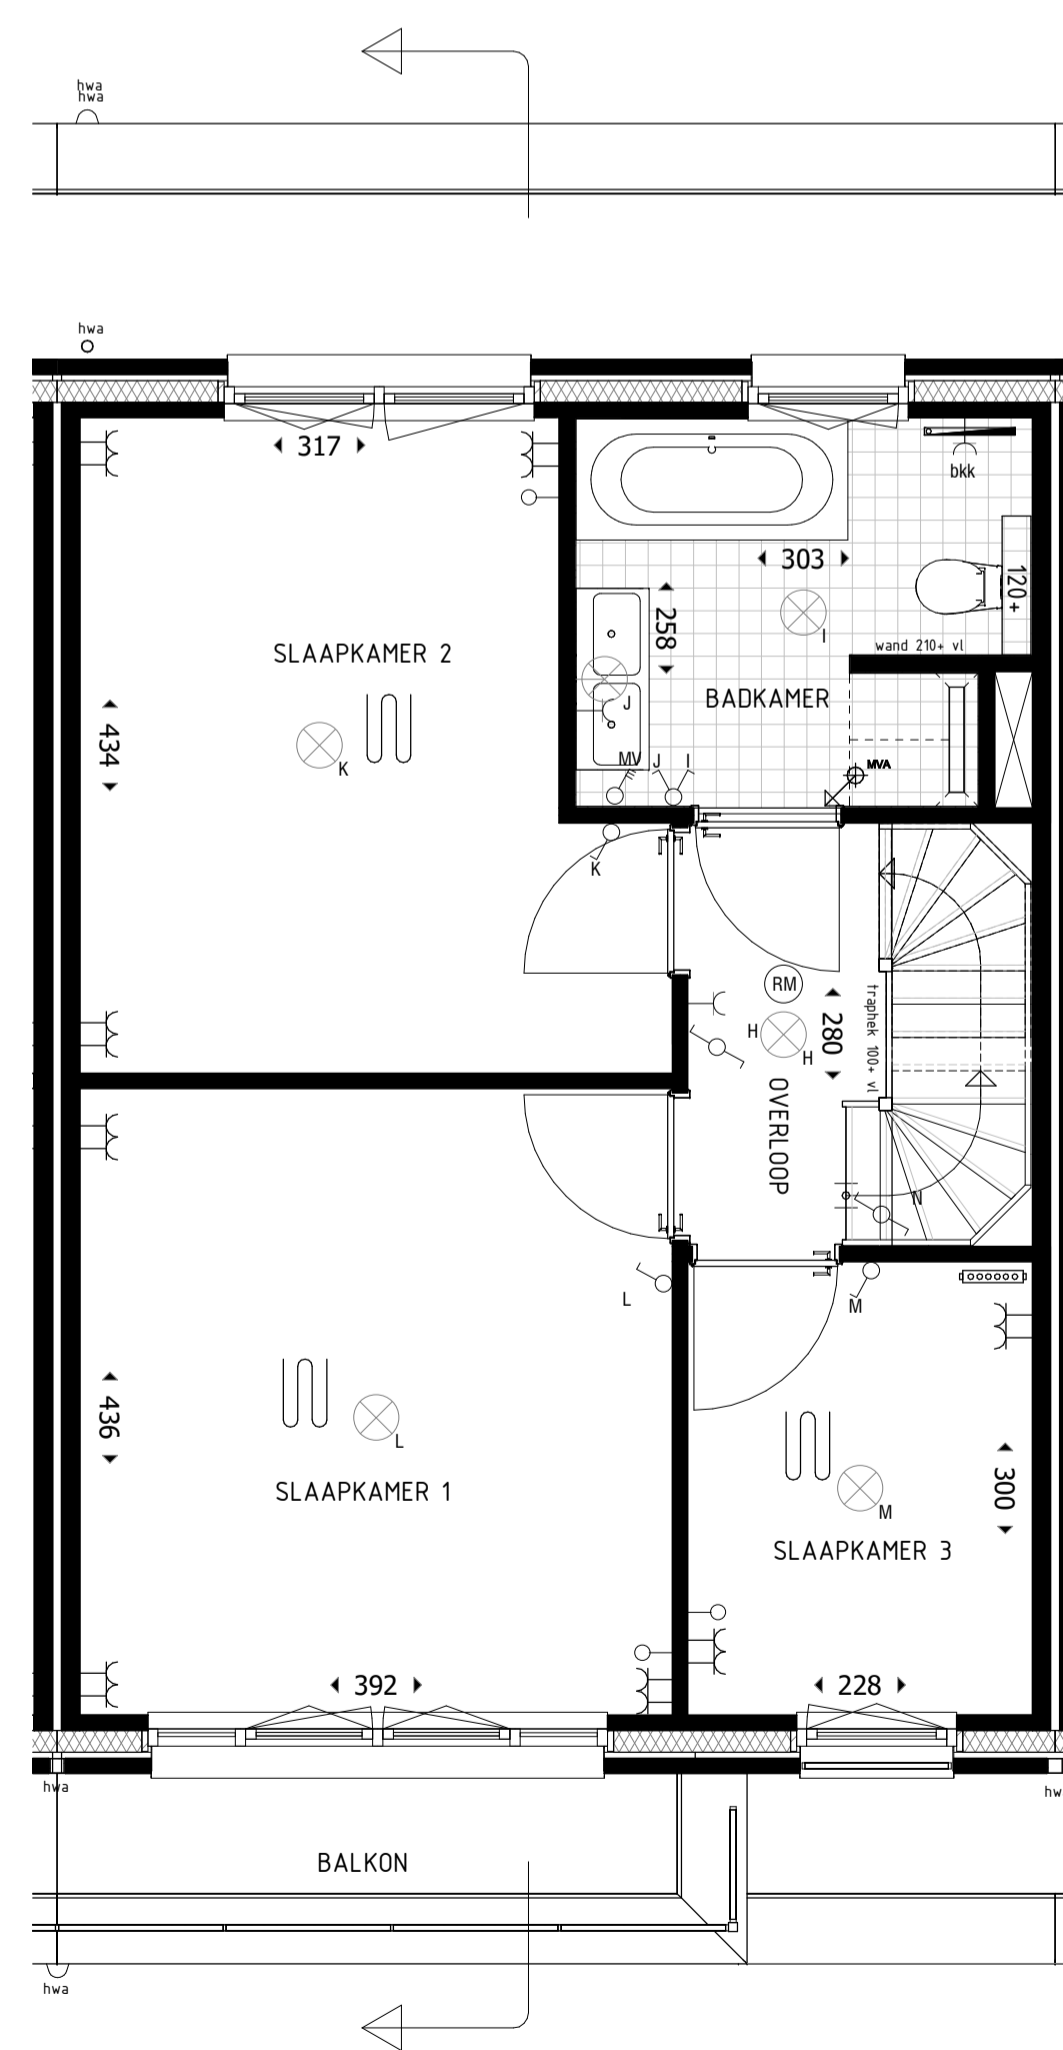 hwa
hwa
hwa
317
bkk
303
120+
258
wand 210+ vl
SLAAPKAMER 2
I
BADKAMER
J
434
K
MV J I
MVA
K
RM
280
traphek 100+ vl
H
H
OVERLOOP
N
L
M
436
L
300
M
SLAAPKAMER 1
SLAAPKAMER 3
392
228
hwa
hw
BALKON
hwa